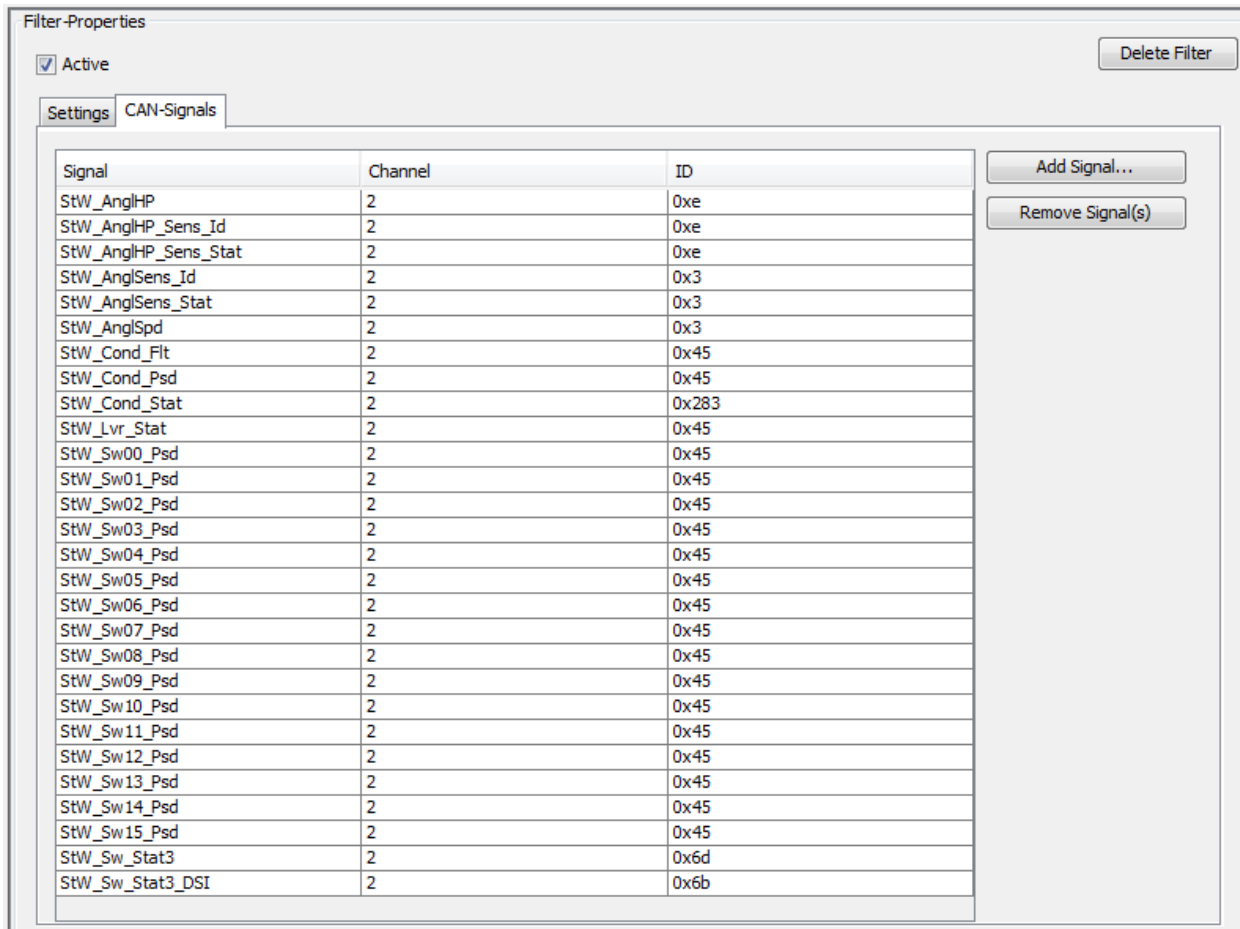 Filter-Properties
Active
Delete Filter
Settings CAN-Signals
Signal Channel ID
Add Signal...
StW_AnglHP 2 0xe
Remove Signal(s)
StW_AnglHP_Sens_Id 2 0xe
StW_AnglHP_Sens_Stat 2 0xe
StW_AnglSens_Id 2 0x3
StW_AnglSens_Stat 2 0x3
StW_AnglSpd 2 0x3
StW_Cond_Flt 2 0x45
StW_Cond_Psd 2 0x45
StW_Cond_Stat 2 0x283
StW_Lvr_Stat 2 0x45
StW_Sw00_Psd 2 0x45
StW_Sw01_Psd 2 0x45
StW_Sw02_Psd 2 0x45
StW_Sw03_Psd 2 0x45
StW_Sw04_Psd 2 0x45
StW_Sw05_Psd 2 0x45
StW_Sw06_Psd 2 0x45
StW_Sw07_Psd 2 0x45
StW_Sw08_Psd 2 0x45
StW_Sw09_Psd 2 0x45
StW_Sw10_Psd 2 0x45
StW_Sw11_Psd 2 0x45
StW_Sw12_Psd 2 0x45
StW_Sw13_Psd 2 0x45
StW_Sw14_Psd 2 0x45
StW_Sw15_Psd 2 0x45
StW_Sw_Stat3 2 0x6d
StW_Sw_Stat3_DSI 2 0x6b